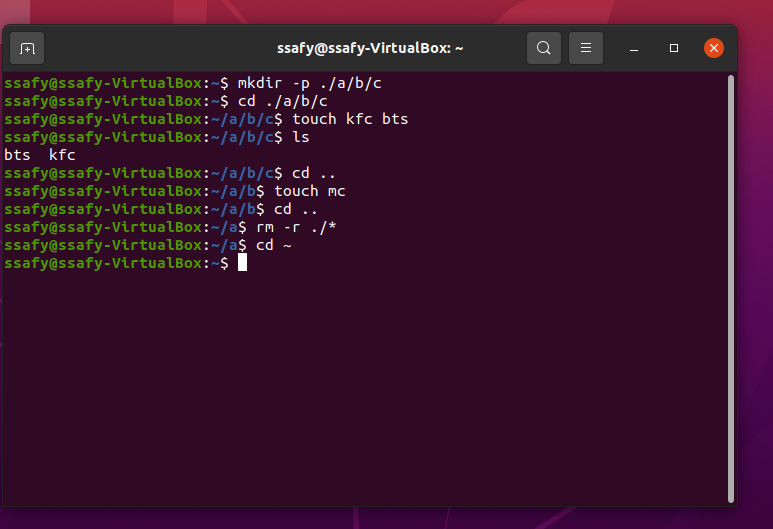 ssafy@ssafy-VirtualBox: ~
ssafy@ssafy-VirtualBox:~$ mkdir -p ./a/b/c
ssafy@ssafy-VirtualBox:~$ cd ./a/b/c
ssafy@ssafy-VirtualBox:~/a/b/c$ touch kfc bts
ssafy@ssafy-VirtualBox:~/a/b/c$ ls
bts  kfc
ssafy@ssafy-VirtualBox:~/a/b/c$ cd ..
ssafy@ssafy-VirtualBox:~/a/b$ touch mc
ssafy@ssafy-VirtualBox:~/a/b$ cd ..
ssafy@ssafy-VirtualBox:~/a$ rm -r ./*
ssafy@ssafy-VirtualBox:~/a$ cd ~
ssafy@ssafy-VirtualBox:~$